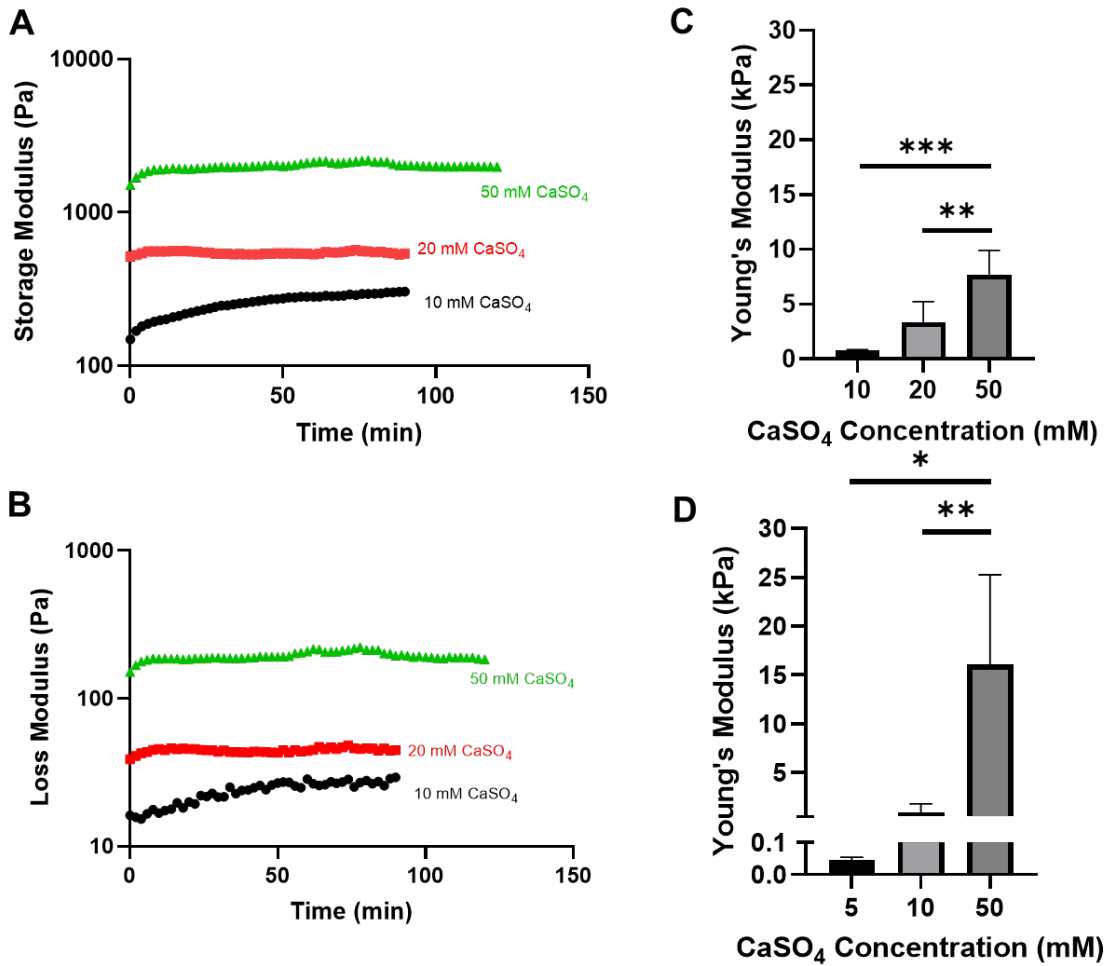 A
Storage Modulus (Pa)
10000
1000
100
50 mM CaSO₄
20 mM CaSO₄
10 mM CaSO₄
0 50 100 150
Time (min)
B
Loss Modulus (Pa)
1000
100
10
50 mM CaSO₄
20 mM CaSO₄
10 mM CaSO₄
0 50 100 150
Time (min)
C
Young's Modulus (kPa)
30
25
20
15
10
5
0
***
**
10 20 50
CaSO₄ Concentration (mM)
D
Young's Modulus (kPa)
*
**
30
25
20
15
10
5
0.1
0.0
5 10 50
CaSO₄ Concentration (mM)